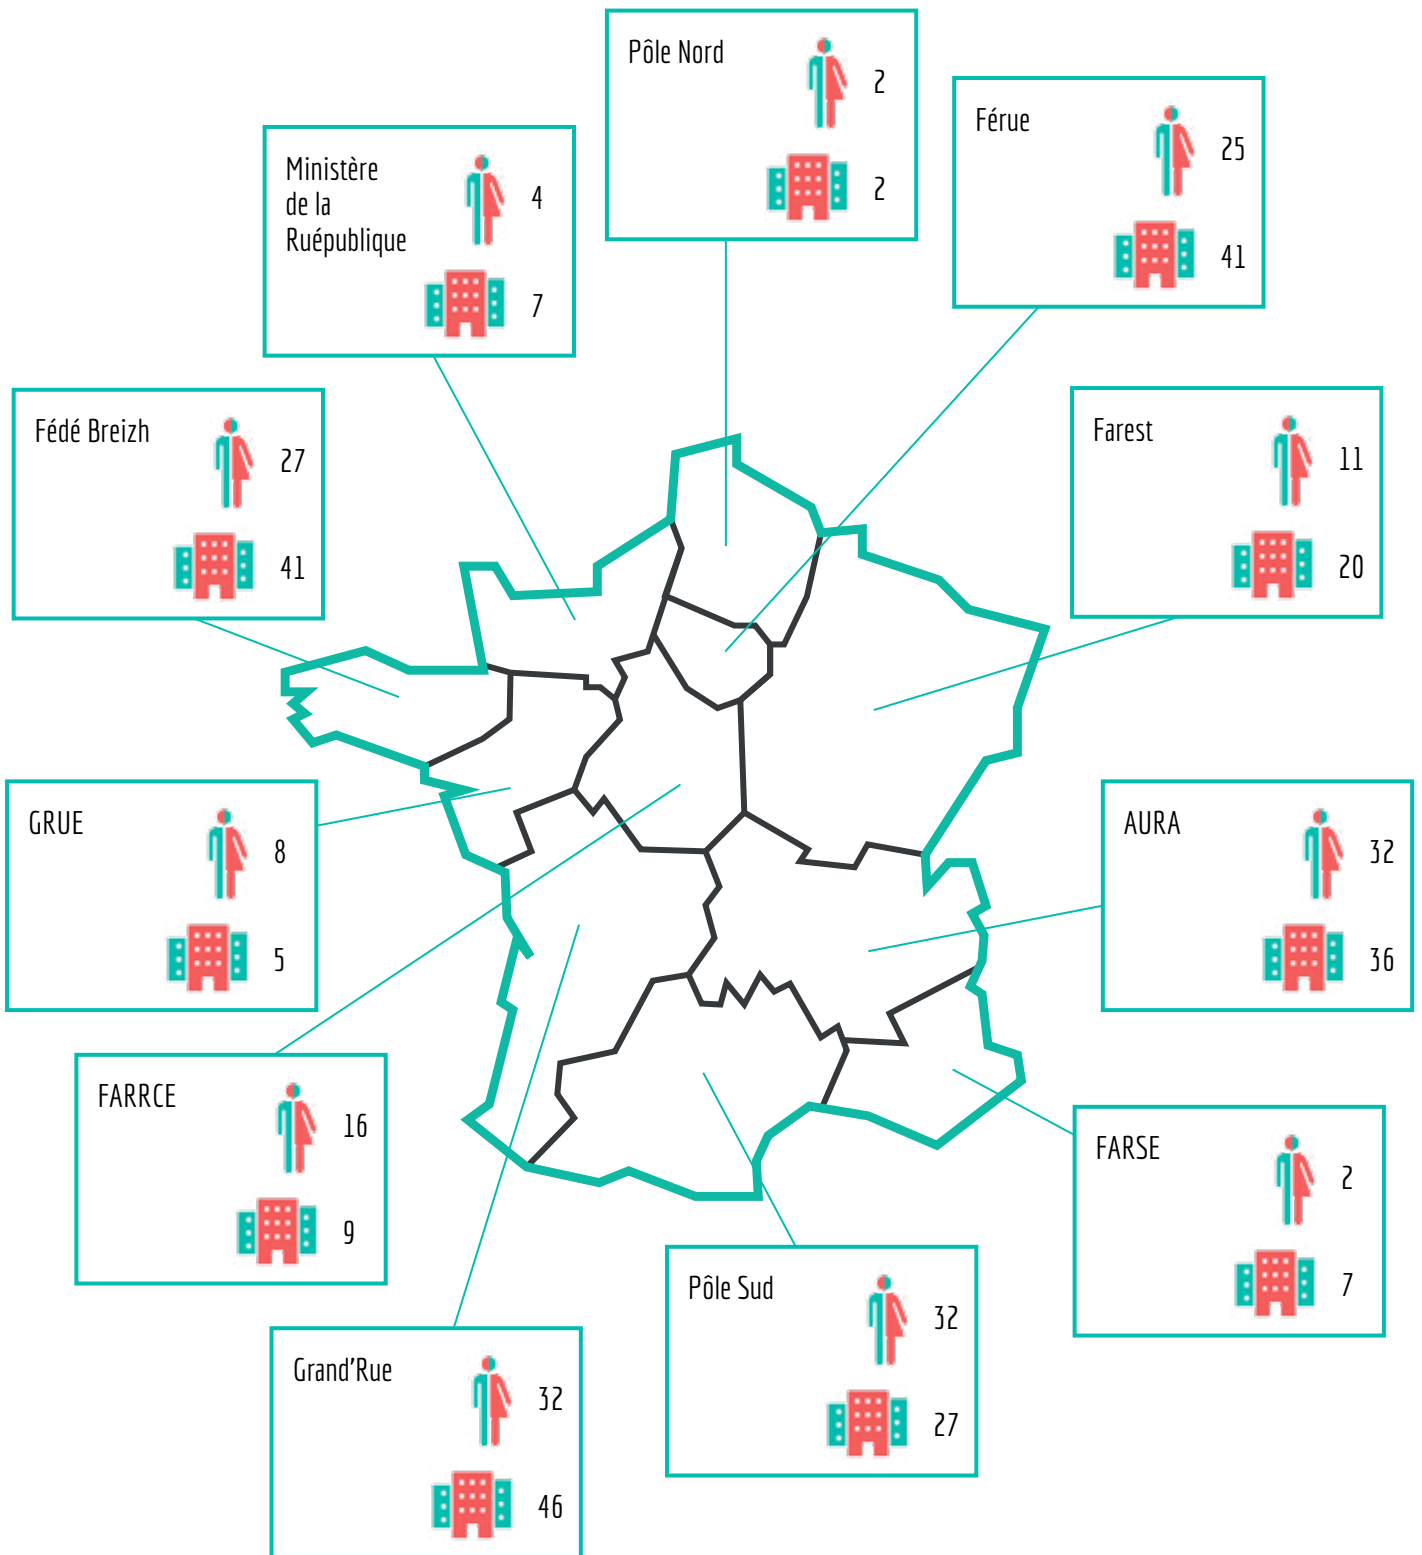 Pôle Nord
2
2
Férue
25
41
Ministère
de la
Ruépublique
4
7
Fédé Breizh
27
41
Farest
11
20
GRUE
8
5
AURA
32
36
FARRCE
16
9
FARSE
2
7
Pôle Sud
32
27
Grand'Rue
32
46